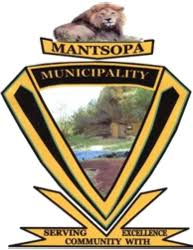 MANTSOPA
MUNICIPALITY
SERVING EXCELLENCE
COMMUNITY WITH